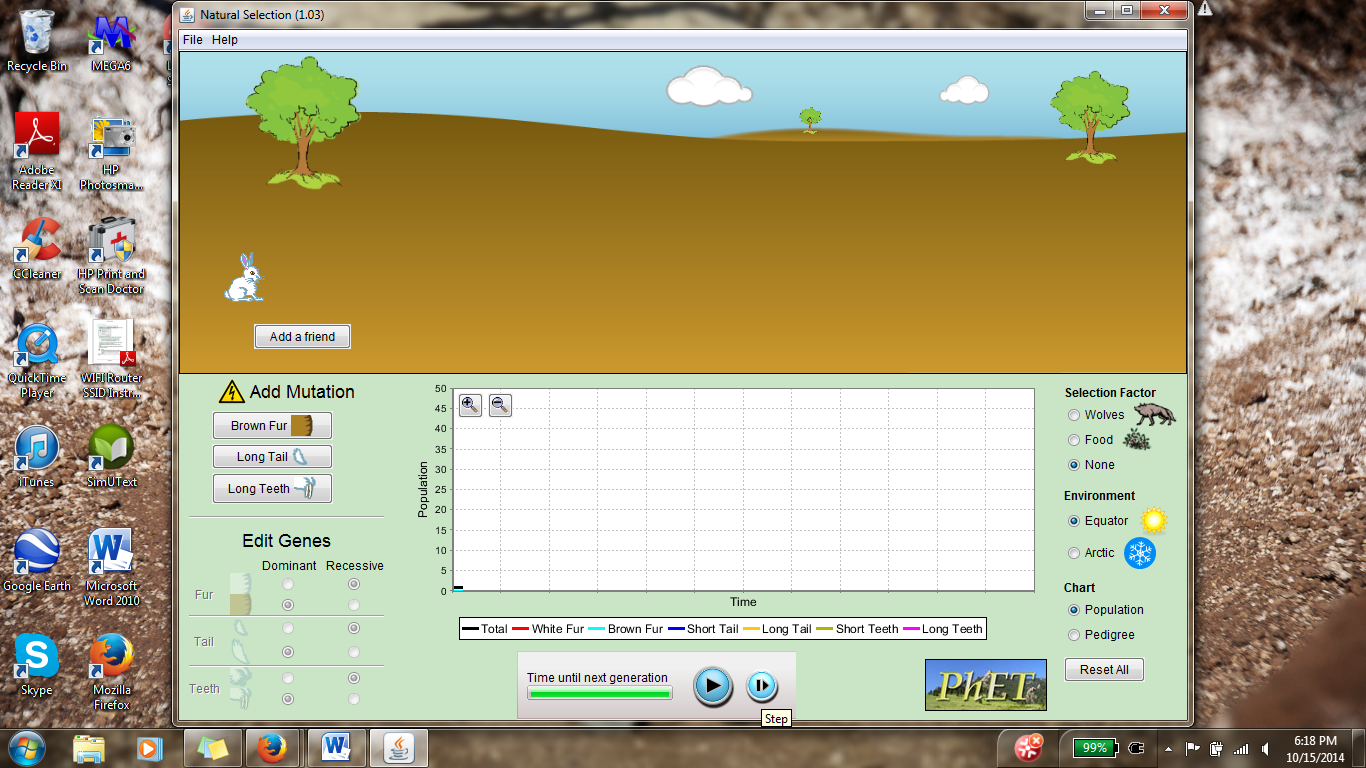 Natural Selection (1.03)
File Help
Recycle Bin
MEGA6
Adobe
Reader XI
HP
Photosma...
CCleaner
HP Print and
Scan Doctor
QuickTime
Player
WIFI Router
SSID Instr...
iTunes
SimUText
Google Earth
Microsoft
Word 2010
Skype
Mozilla
Firefox
Add a friend
Add Mutation
Brown Fur
Long Tail
Long Teeth
Edit Genes
Dominant Recessive
Fur
Tail
Teeth
Population
50
45
40
35
30
25
20
15
10
5
0
Time
Total White Fur Brown Fur Short Tail Long Tail Short Teeth Long Teeth
Time until next generation
Step
Selection Factor
Wolves
Food
None
Environment
Equator
Arctic
Chart
Population
Pedigree
Reset All
PhET
99%
6:18 PM
10/15/2014